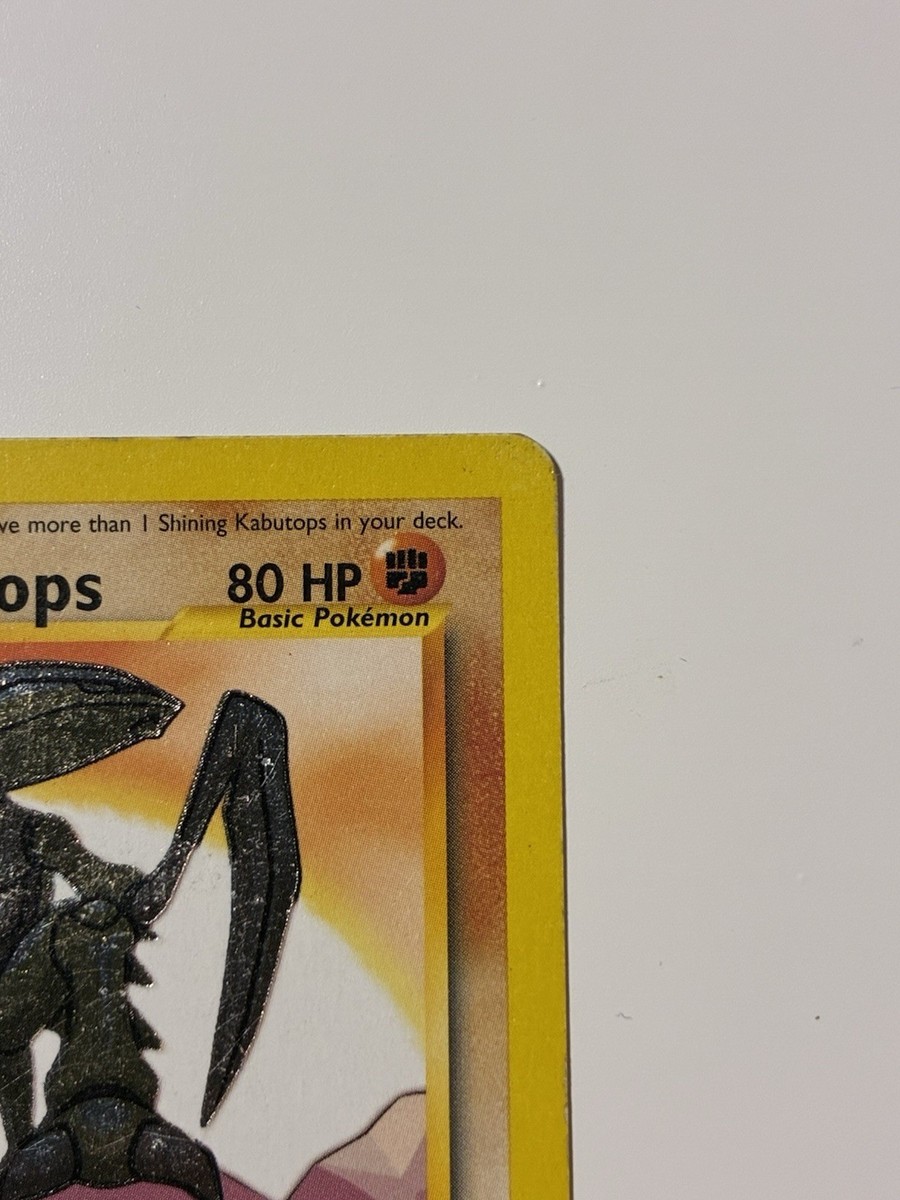 ve more than 1 Shining Kabutops in your deck.
ops 80 HP
Basic Pokémon